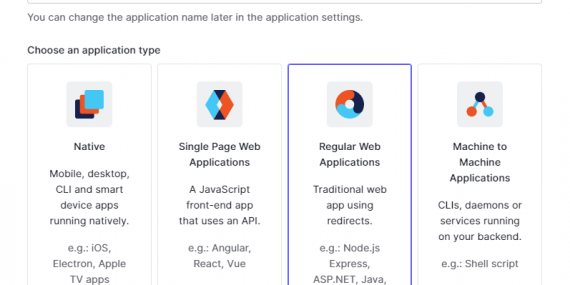 You can change the application name later in the application settings.
Choose an application type
Native
Mobile, desktop,
CLI and smart
device apps
running natively.
e.g.: iOS,
Electron, Apple
TV apps
Single Page Web
Applications
A JavaScript
front-end app
that uses an API.
e.g.: Angular,
React, Vue
Regular Web
Applications
Traditional web
app using
redirects.
e.g.: Node.js
Express,
ASP.NET, Java,
Machine to
Machine
Applications
CLIs, daemons or
services running
on your backend.
e.g.: Shell script